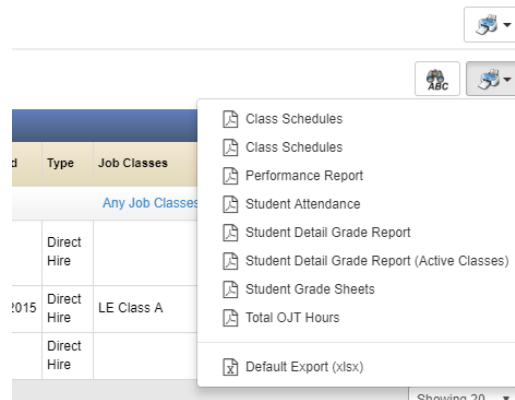 ABC
Class Schedules
Class Schedules
Performance Report
Student Attendance
Student Detail Grade Report
Student Detail Grade Report (Active Classes)
Student Grade Sheets
Total OJT Hours
Default Export (xlsx)
d Type Job Classes
Any Job Classes
Direct
Hire
2015 Direct
Hire LE Class A
Direct
Hire
Showing 20